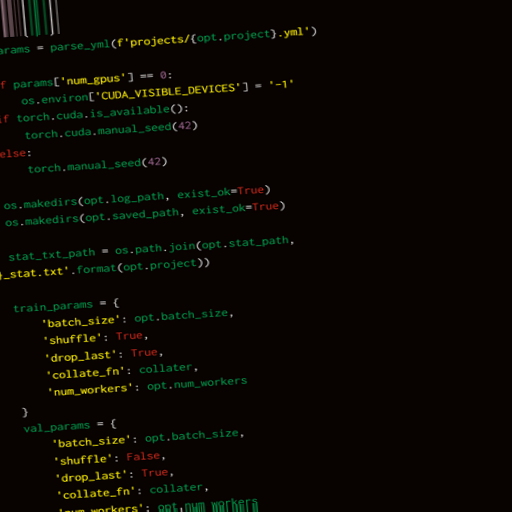 arams = parse_yml(f'projects/{opt.project}.yml')
f params['num_gpus'] == 0:
os.environ['CUDA_VISIBLE_DEVICES'] = '-1'
if torch.cuda.is_available():
torch.cuda.manual_seed(42)
else:
torch.manual_seed(42)
os.makedirs(opt.log_path, exist_ok=True)
os.makedirs(opt.saved_path, exist_ok=True)
stat_txt_path = os.path.join(opt.stat_path,
}_stat.txt'.format(opt.project))
train_params = {
'batch_size': opt.batch_size,
'shuffle': True,
'drop_last': True,
'collate_fn': collater,
'num_workers': opt.num_workers
}
val_params = {
'batch_size': opt.batch_size,
'shuffle': False,
'drop_last': True,
'collate_fn': collater,
'num_workers': opt.num_workers